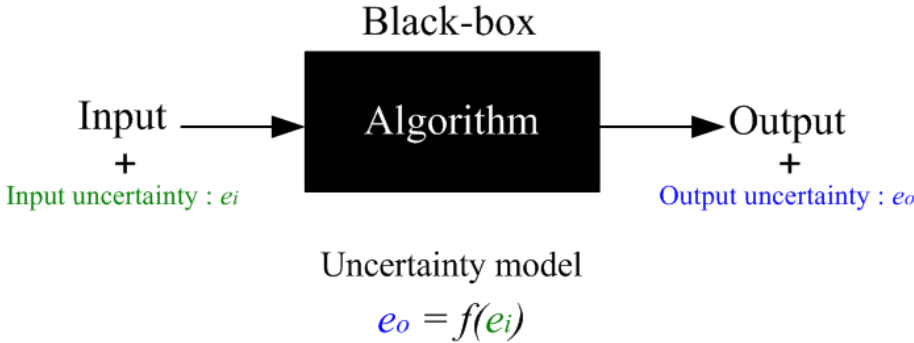 Black-box
Input
Algorithm
Output
+
+
Input uncertainty : ei
Output uncertainty : eo
Uncertainty model
eo = f(ei)